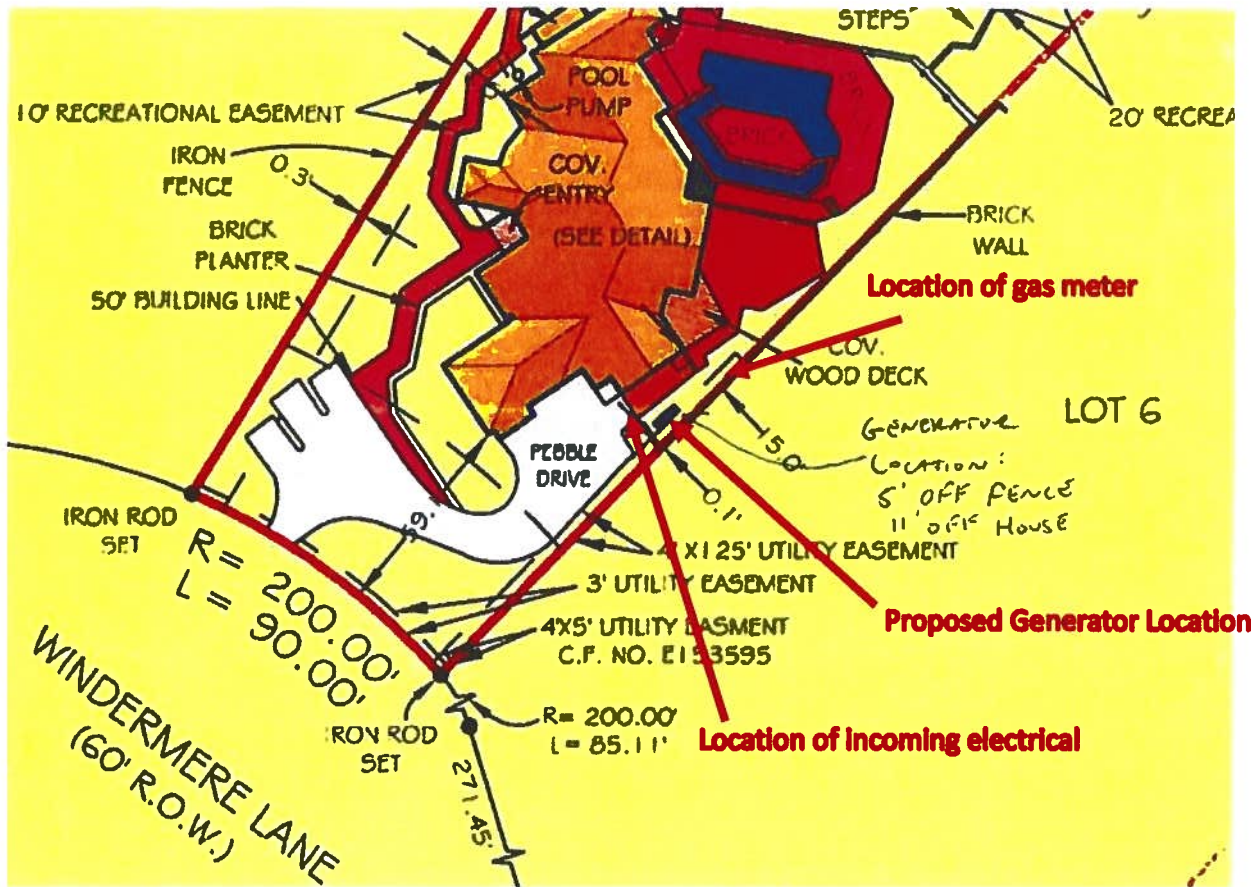 STEPS
POOL
PUMP
10' RECREATIONAL EASEMENT
20' RECREA
IRON
FENCE
0.3'
COV.
ENTRY
(SEE DETAIL)
BRICK
BRICK
WALL
BRICK
PLANTER
50' BUILDING LINE
Location of gas meter
COV.
WOOD DECK
LOT 6
GENERATOR
LOCATION:
5' OFF FENCE
11' OFF HOUSE
15.0
0.1'
PEBBLE
DRIVE
IRON ROD
SET
R= 200.00'
L = 90.00'
4' X125' UTILITY EASEMENT
3' UTILITY EASEMENT
4'X5' UTILITY EASMENT
C.F. NO. E153595
Proposed Generator Location
WINDERMERE LANE
(60' R.O.W.)
IRON ROD
SET
R= 200.00'
L = 85.11'
Location of incoming electrical
271.45'